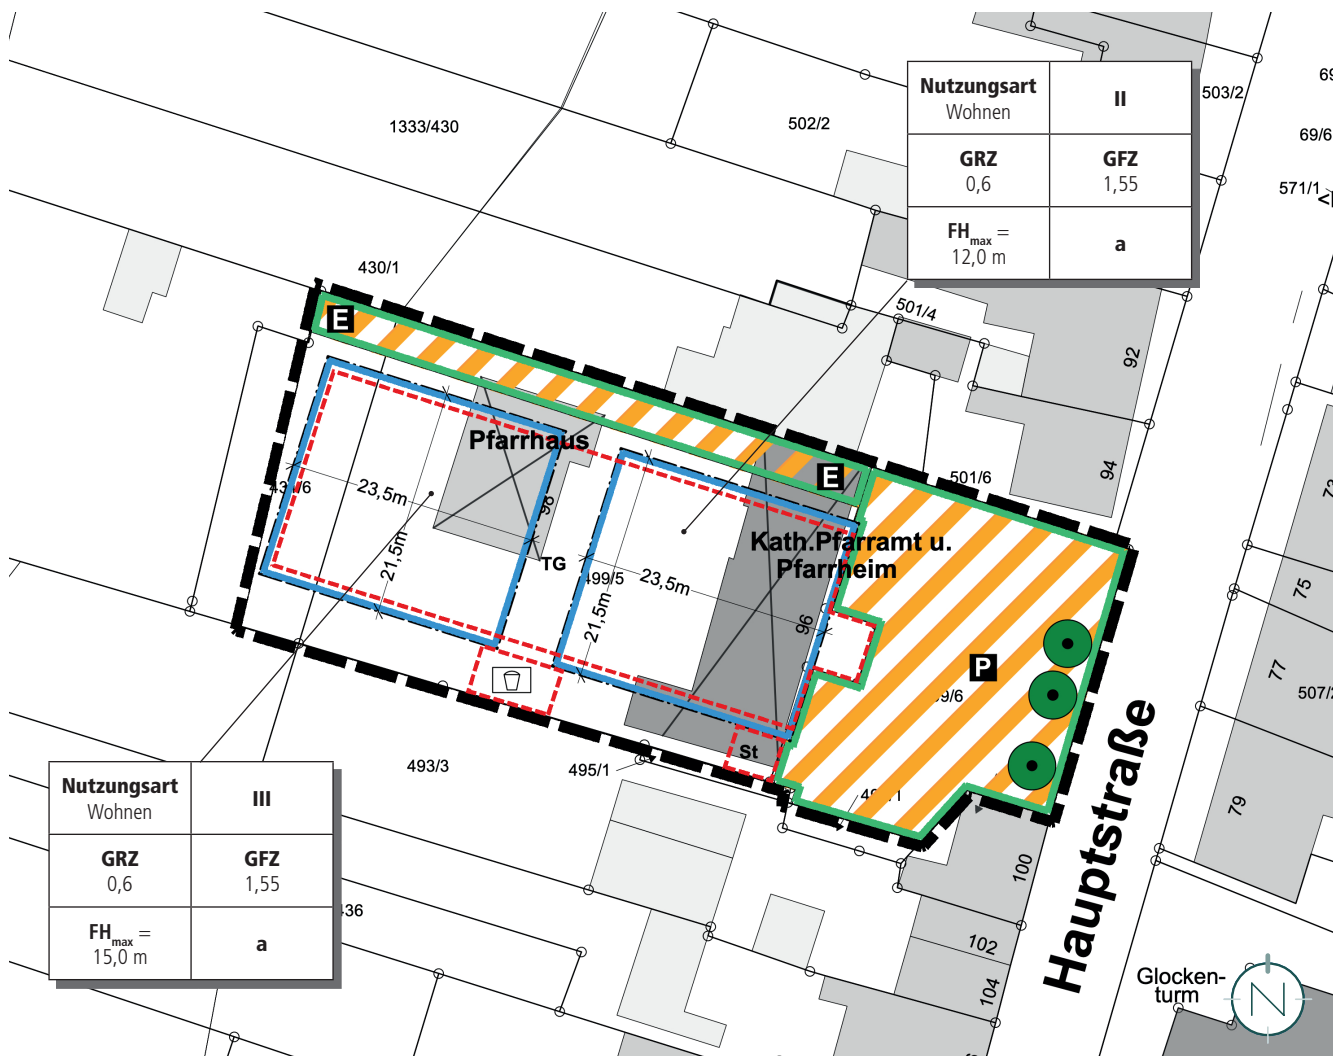 1333/430
502/2
503/2
69/6
571/1
Nutzungsart
Wohnen
II
GRZ
0,6
GFZ
1,55
FHmax =
12,0 m
a
430/1
501/4
92
94
501/6
E
E
Pfarrhaus
98
TG
23,5m
21,5m
499/5
23,5m
21,5m
Kath.Pfarramt u.
Pfarrheim
96
P
St
493/3
495/1
73
75
77
507/2
79
Hauptstraße
100
102
104
Glocken-
turm
N
Nutzungsart
Wohnen
III
GRZ
0,6
GFZ
1,55
FHmax =
15,0 m
a
436